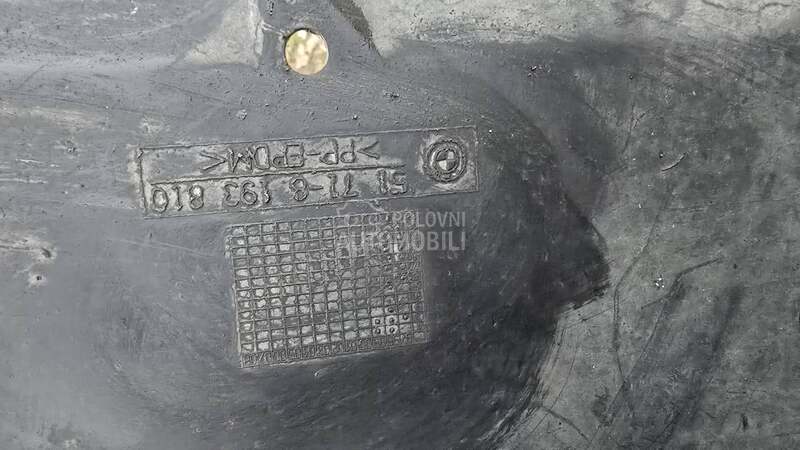 51 71-8 193 810
>PP-EPDM<
POLOVNI
AUTOMOBILI